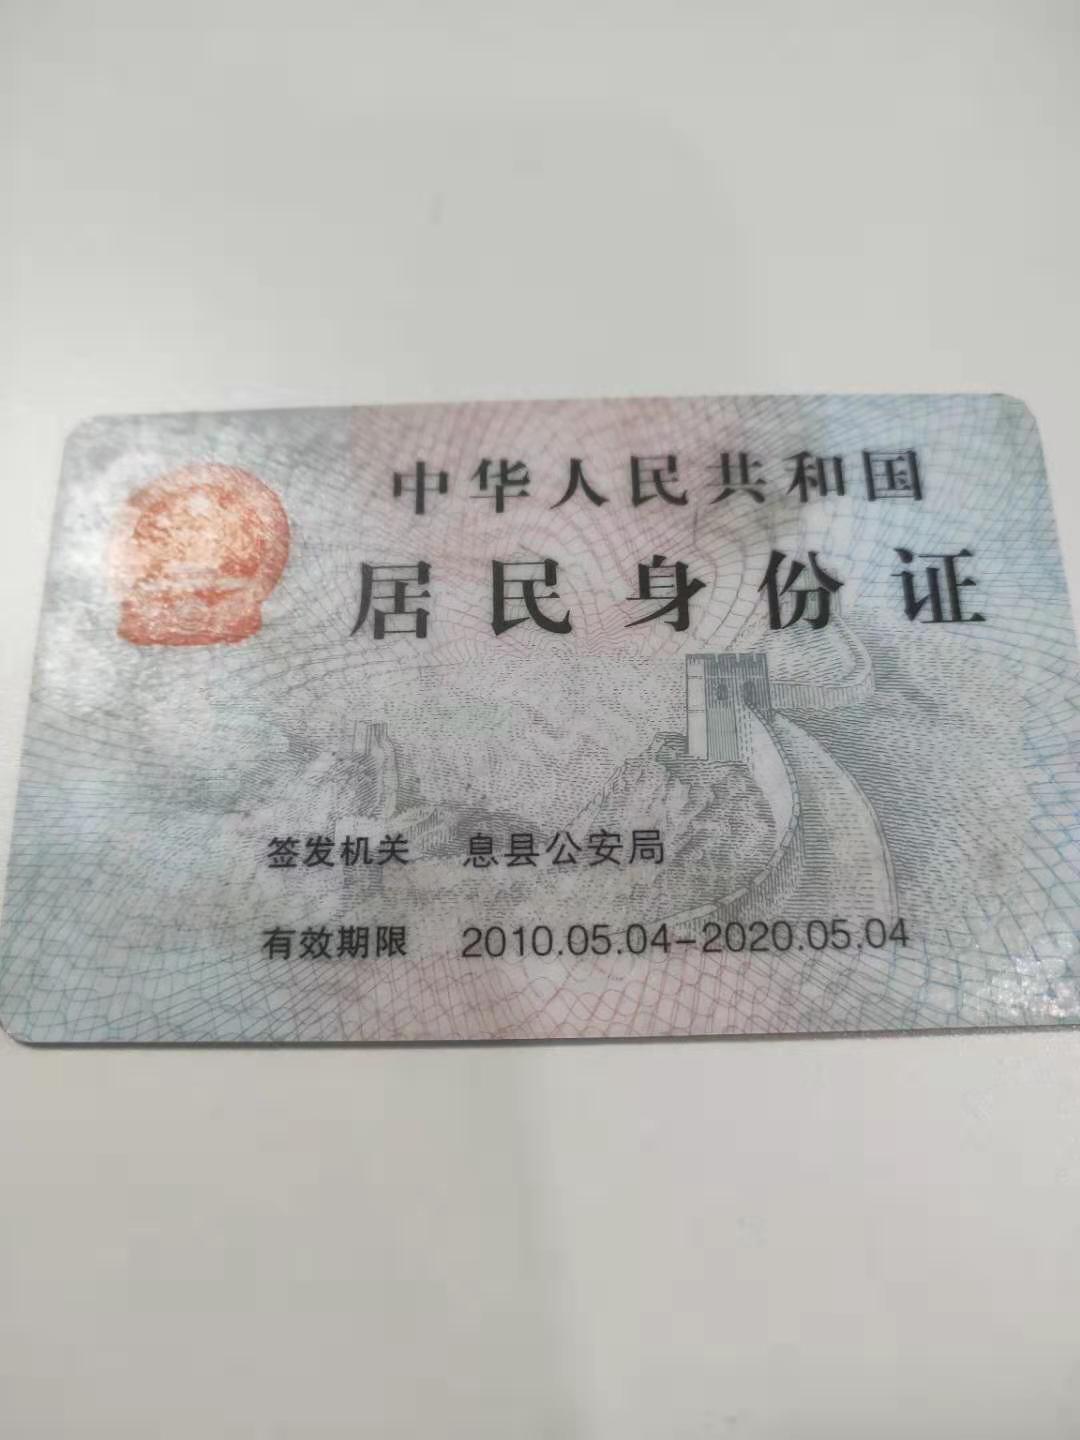 中华人民共和国
居民身份证
签发机关 息县公安局
有效期限 2010.05.04-2020.05.04